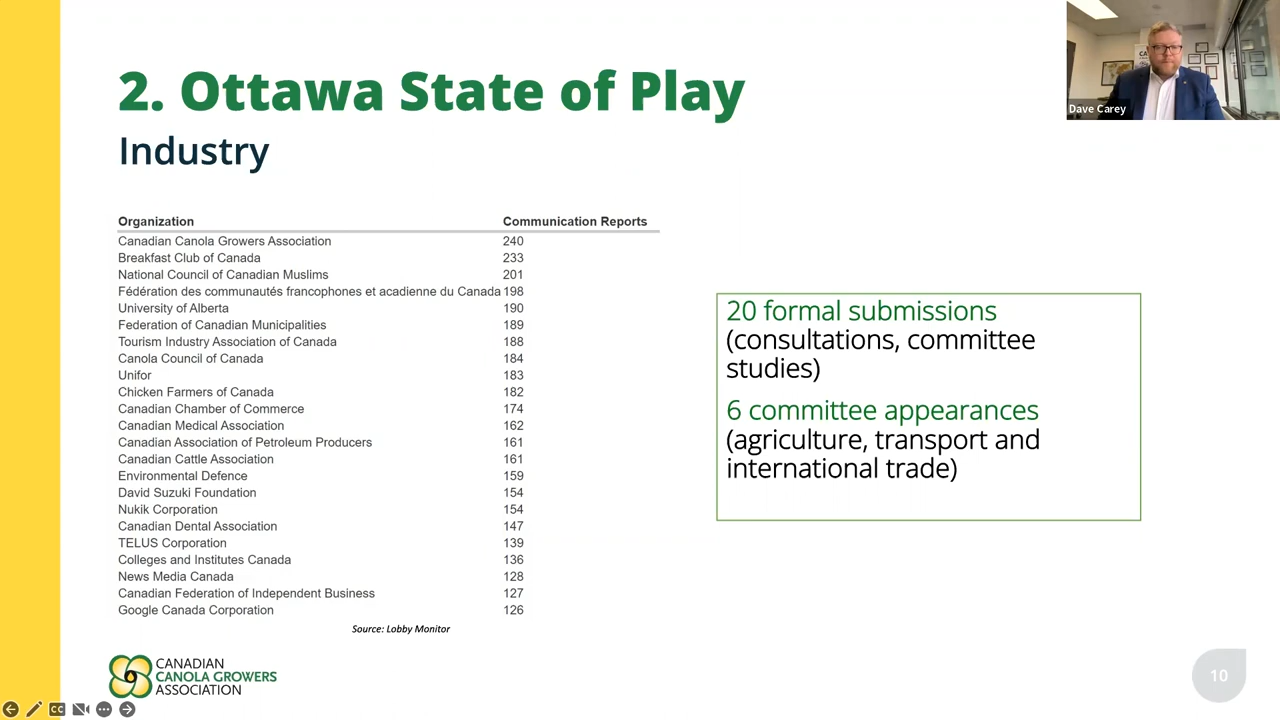 2. Ottawa State of Play
Industry
Dave Carey
Organization Communication Reports
Canadian Canola Growers Association 240
Breakfast Club of Canada 233
National Council of Canadian Muslims 201
Fédération des communautés francophones et acadienne du Canada 198
University of Alberta 190
Federation of Canadian Municipalities 189
Tourism Industry Association of Canada 188
Canola Council of Canada 184
Unifor 183
Chicken Farmers of Canada 182
Canadian Chamber of Commerce 174
Canadian Medical Association 162
Canadian Association of Petroleum Producers 161
Canadian Cattle Association 161
Environmental Defence 159
David Suzuki Foundation 154
Nukik Corporation 154
Canadian Dental Association 147
TELUS Corporation 139
Colleges and Institutes Canada 136
News Media Canada 128
Canadian Federation of Independent Business 127
Google Canada Corporation 126
Source: Lobby Monitor
20 formal submissions
(consultations, committee
studies)
6 committee appearances
(agriculture, transport and
international trade)
CANADIAN
CANOLA GROWERS
ASSOCIATION
10
CC